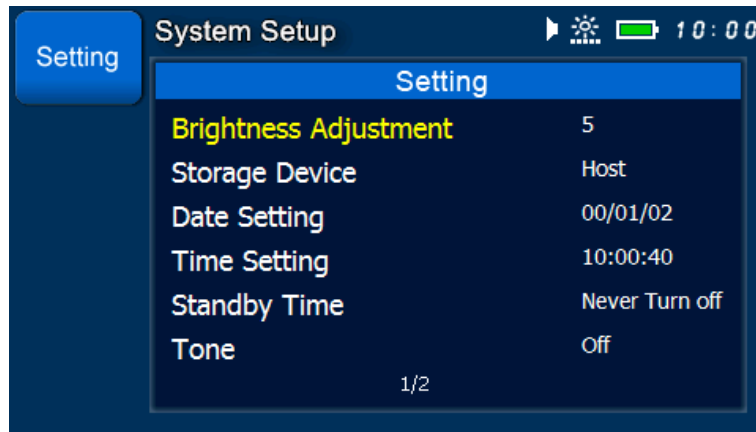 Setting
System Setup 10:00
Setting
Brightness Adjustment 5
Storage Device Host
Date Setting 00/01/02
Time Setting 10:00:40
Standby Time Never Turn off
Tone Off
1/2